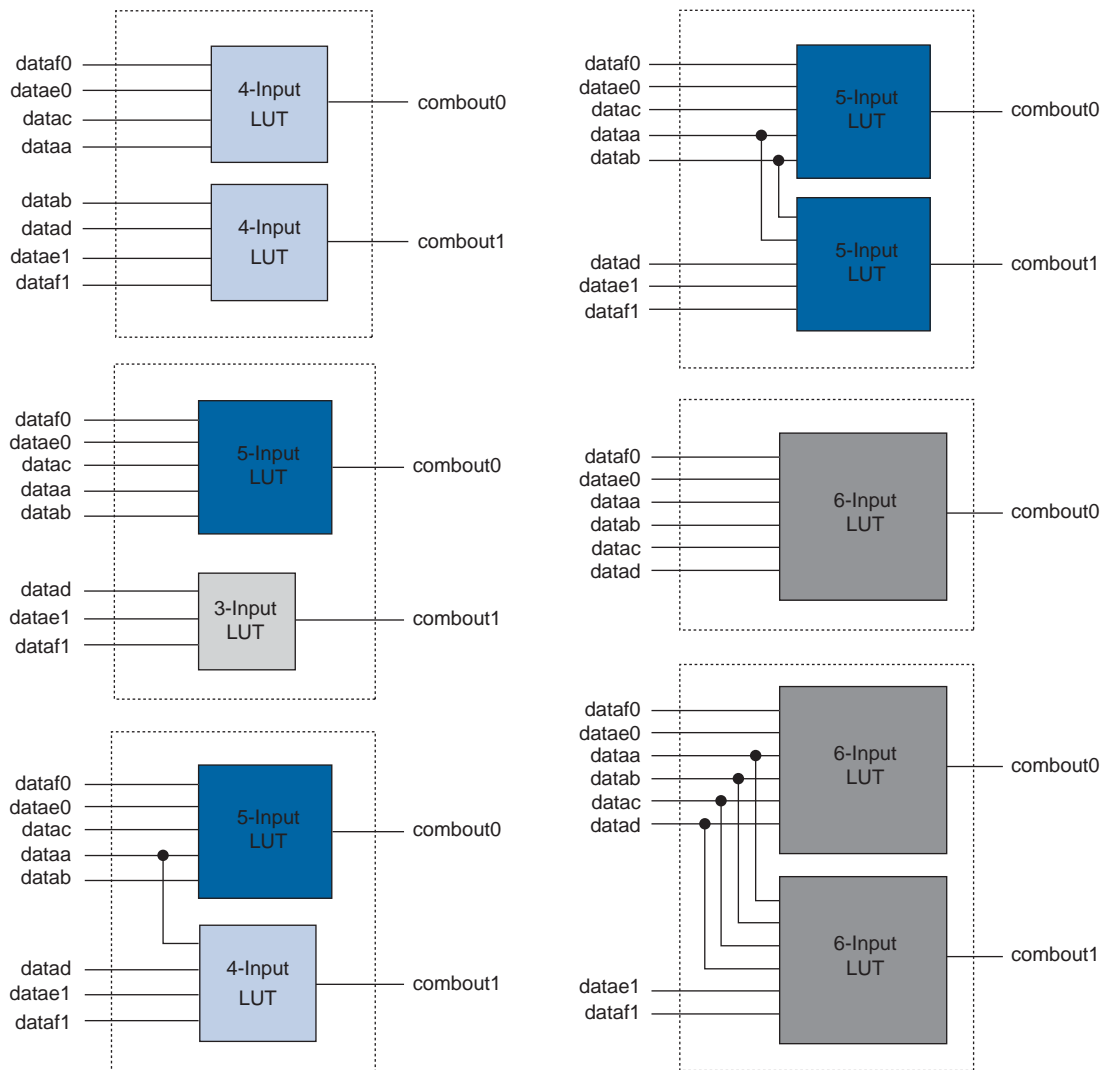 dataf0
datae0
datac
dataa
4-Input
LUT
combout0
datab
datad
datae1
dataf1
4-Input
LUT
combout1
dataf0
datae0
datac
dataa
datab
5-Input
LUT
combout0
datad
datae1
dataf1
3-Input
LUT
combout1
dataf0
datae0
datac
dataa
datab
5-Input
LUT
combout0
datad
datae1
dataf1
4-Input
LUT
combout1
dataf0
datae0
datac
dataa
datab
5-Input
LUT
combout0
datad
datae1
dataf1
5-Input
LUT
combout1
dataf0
datae0
dataa
datab
datac
datad
6-Input
LUT
combout0
dataf0
datae0
dataa
datab
datac
datad
6-Input
LUT
combout0
datae1
dataf1
6-Input
LUT
combout1